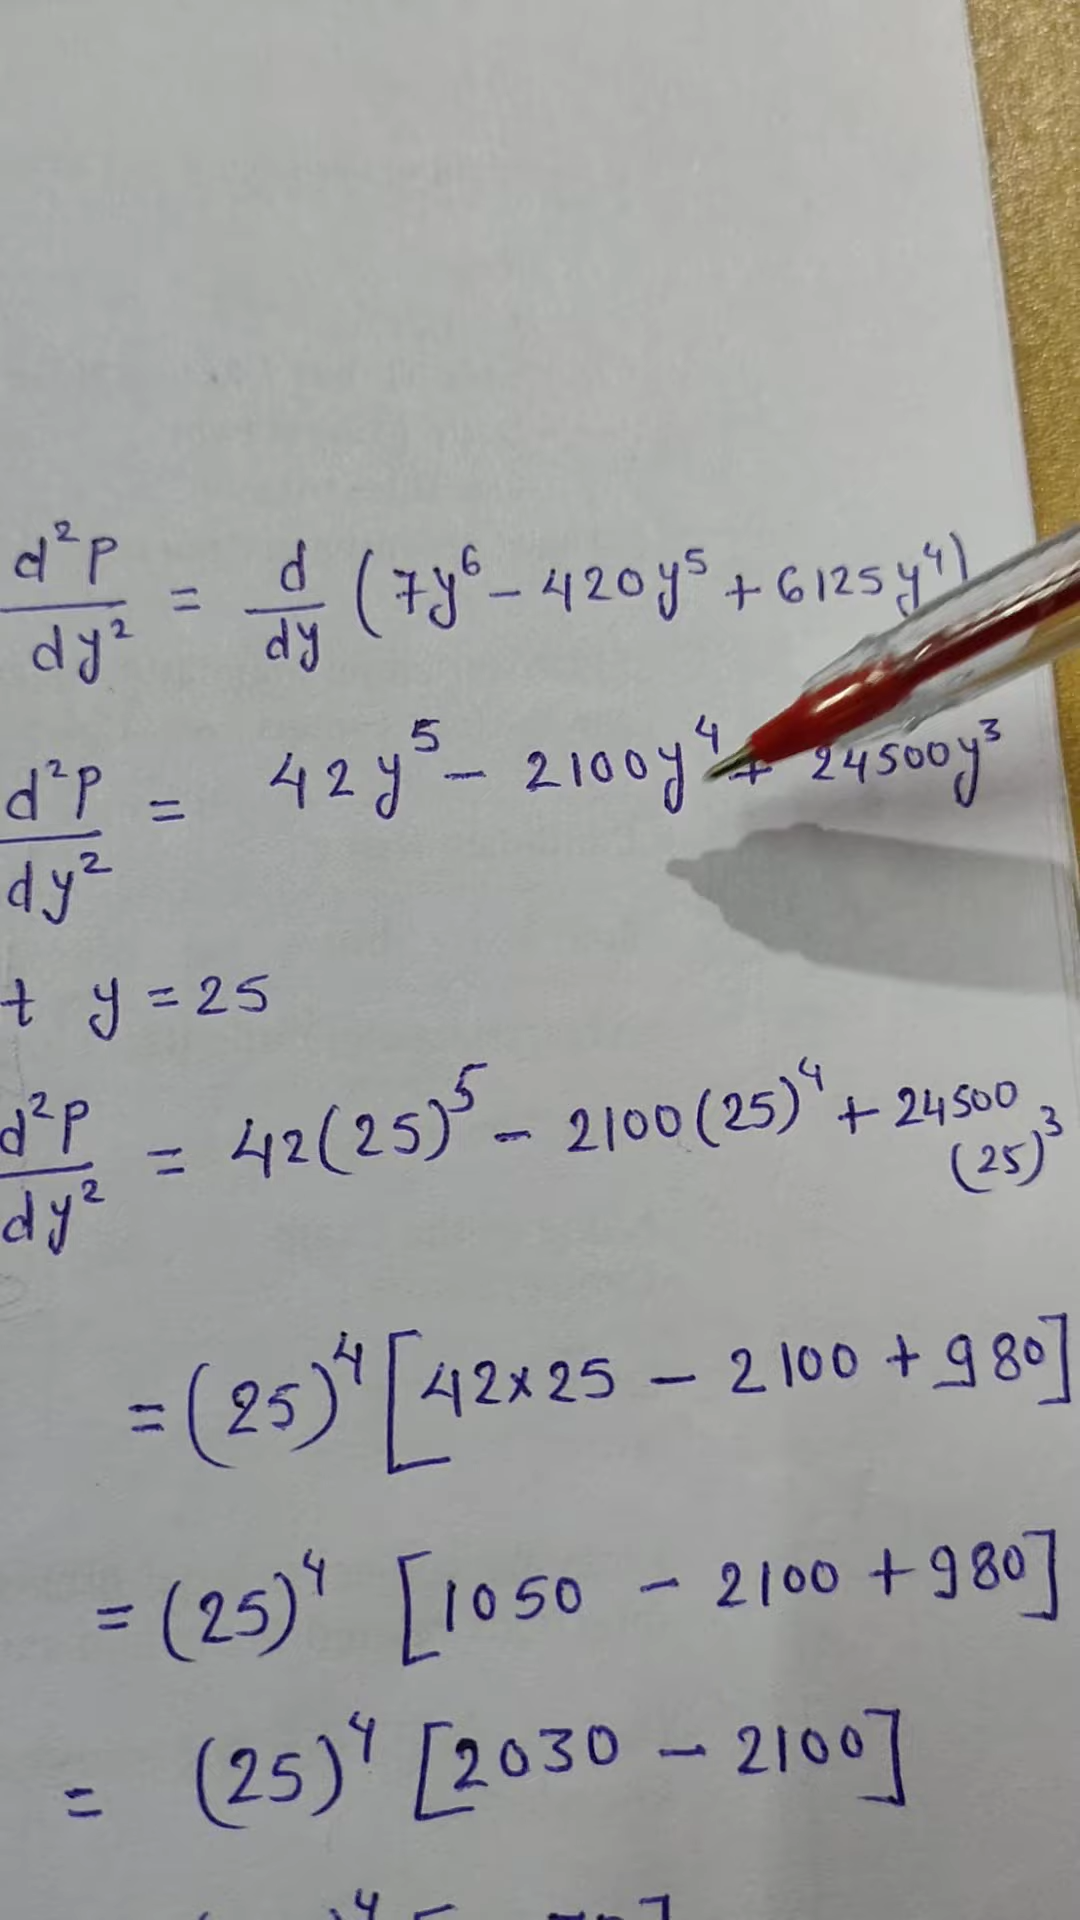 d²P/dy² = d/dy (7y⁶ - 420y⁵ + 6125y⁴)
d²P/dy² = 42y⁵ - 2100y⁴ + 24500y³
t y = 25
d²P/dy² = 42(25)⁵ - 2100(25)⁴ + 24500
(25)³
= (25)⁴ [42×25 - 2100 + 980]
= (25)⁴ [1050 - 2100 + 980]
= (25)⁴ [2030 - 2100]